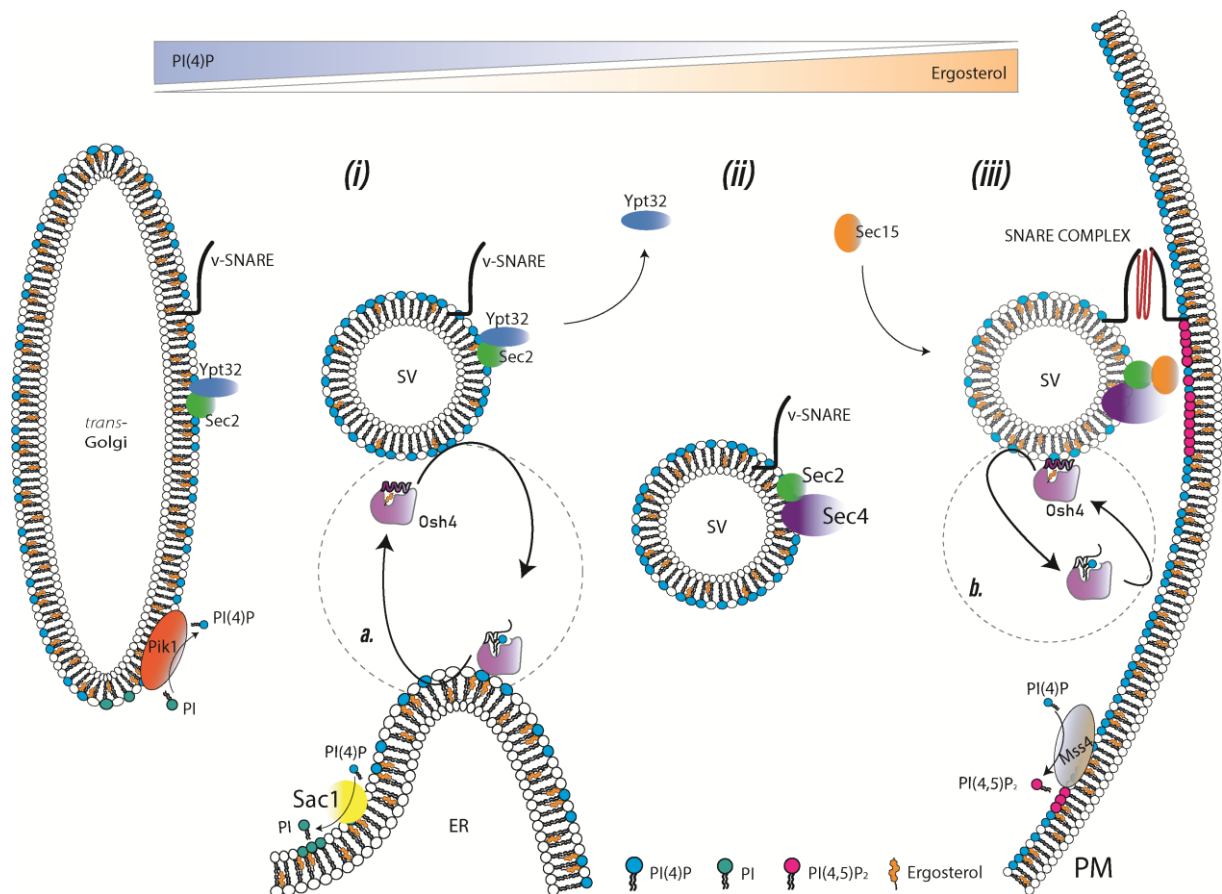 PI(4)P
Ergosterol
(i)
(ii)
(iii)
Ypt32
Sec15
SNARE COMPLEX
v-SNARE
v-SNARE
Ypt32
Sec2
SV
Ypt32
Sec2
trans-
Golgi
SV
v-SNARE
Sec2
Sec4
SV
Osh4
Osh4
a.
b.
Pik1
PI(4)P
PI
PI(4)P
Sac1
PI
ER
PI(4)P
Mss4
PI(4,5)P₂
PM
PI(4)P
PI
PI(4,5)P₂
Ergosterol